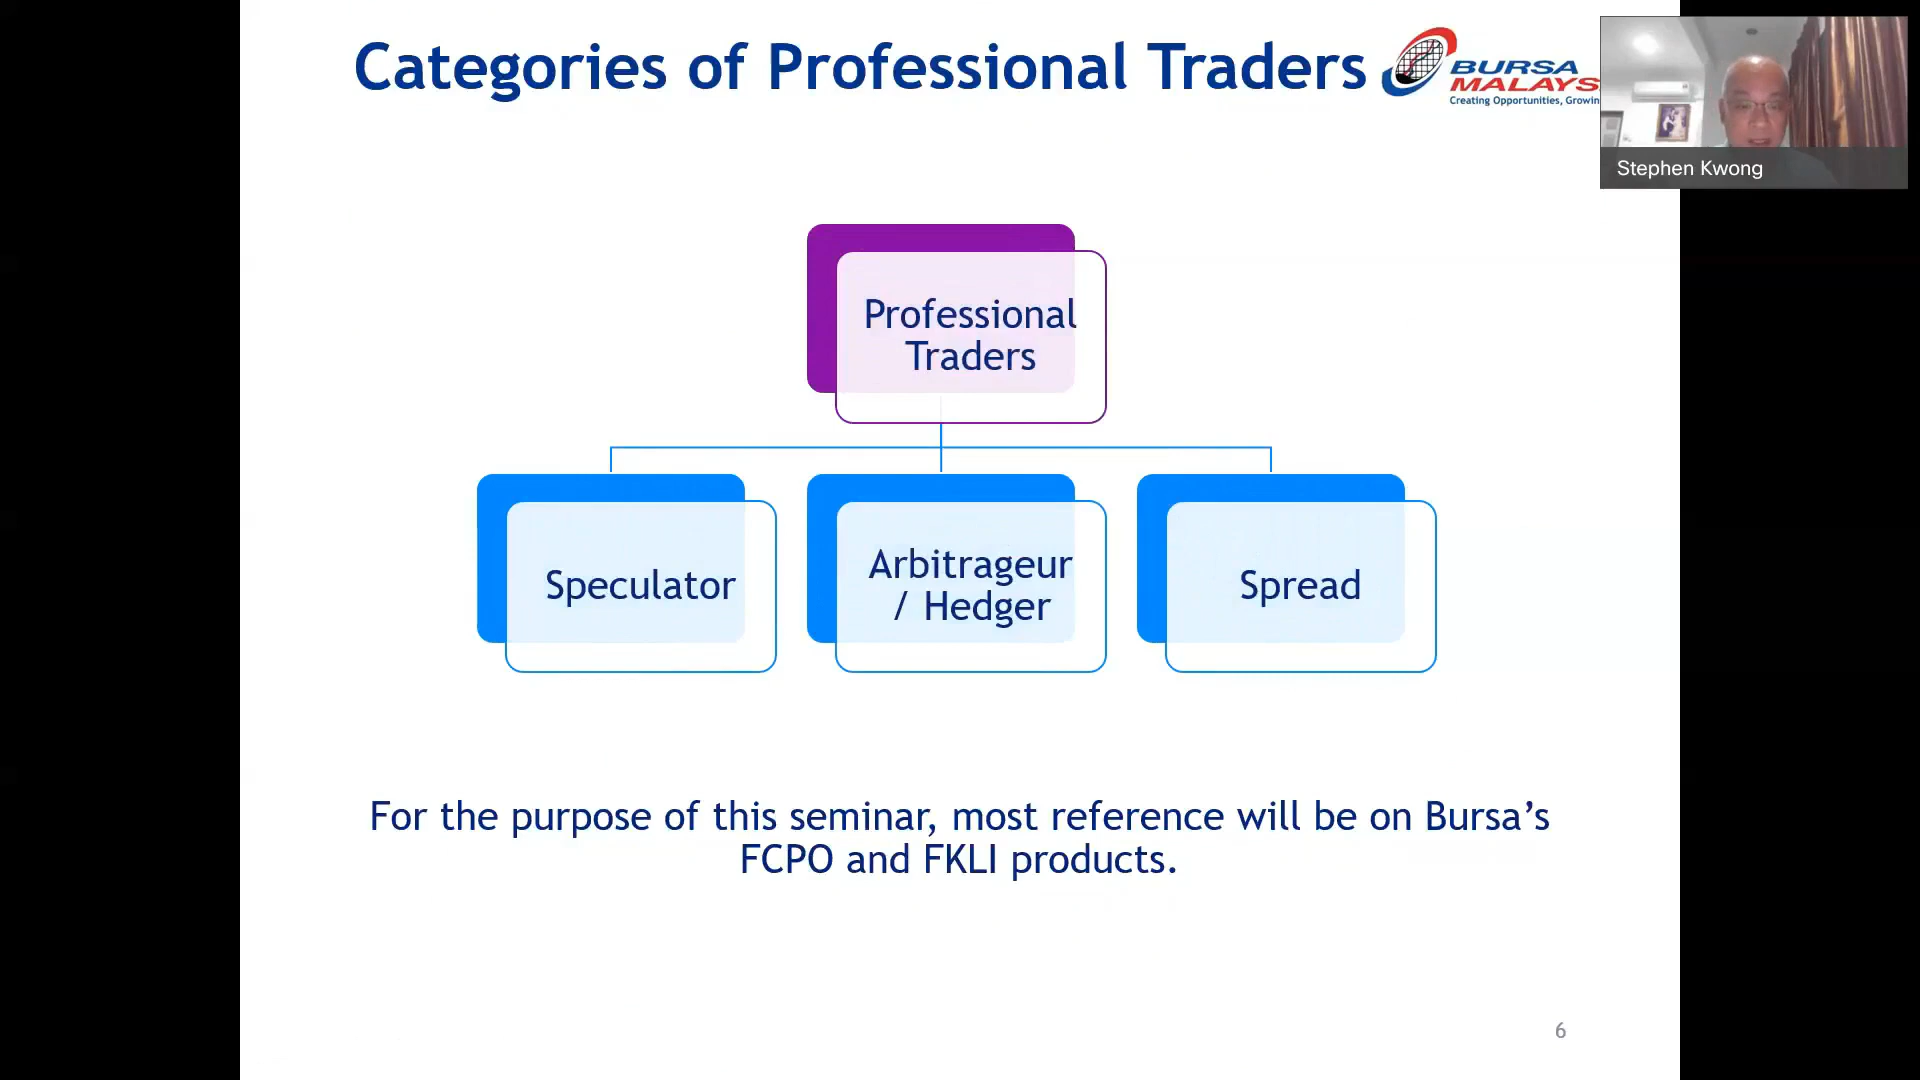 Categories of Professional Traders
BURSA
MALAYS
Creating Opportunities, Growin
Stephen Kwong
Professional
Traders
Speculator
Arbitrageur
/ Hedger
Spread
For the purpose of this seminar, most reference will be on Bursa’s
FCPO and FKLI products.
6